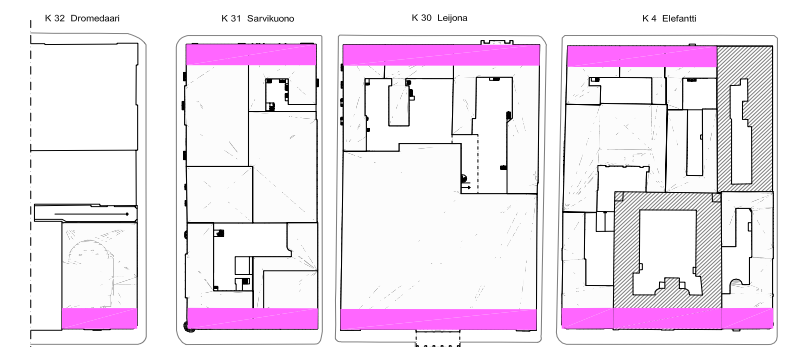 K 32 Dromedaari
K 31 Sarvikuono
K 30 Leijona
K 4 Elefantti